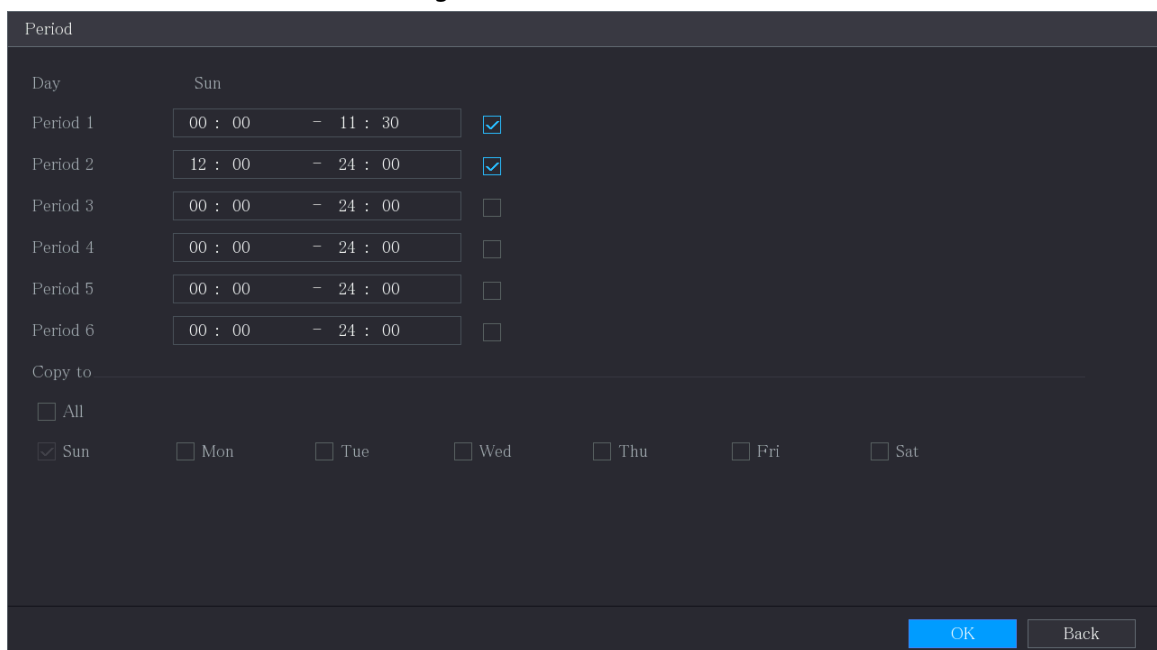 Period
Day Sun
Period 1 00 : 00 - 11 : 30
Period 2 12 : 00 - 24 : 00
Period 3 00 : 00 - 24 : 00
Period 4 00 : 00 - 24 : 00
Period 5 00 : 00 - 24 : 00
Period 6 00 : 00 - 24 : 00
Copy to
All
Sun Mon Tue Wed Thu Fri Sat
OK Back